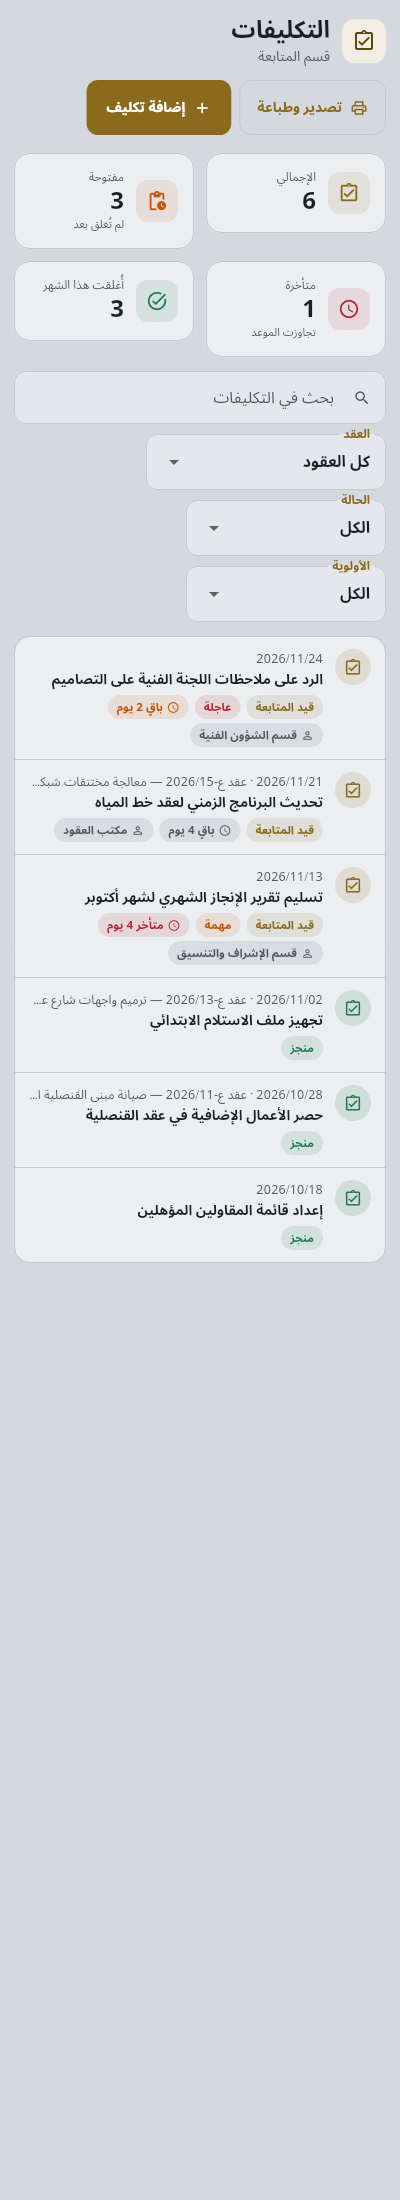 التكليفات
قسم المتابعة
تصدير وطباعة
إضافة تكليف
الإجمالي
6
مفتوحة
3
لم تُغلق بعد
متأخرة
1
تجاوزت الموعد
أُغلقت هذا الشهر
3
بحث في التكليفات
العقد
كل العقود
الحالة
الكل
الأولوية
الكل
2026/11/24
الرد على ملاحظات اللجنة الفنية على التصاميم
قيد المتابعة عاجلة باقٍ 2 يوم
قسم الشؤون الفنية
2026/11/21 · عقد ع-2026/15 — معالجة مختنقات شبك...
تحديث البرنامج الزمني لعقد خط المياه
قيد المتابعة باقٍ 4 يوم مكتب العقود
2026/11/13
تسليم تقرير الإنجاز الشهري لشهر أكتوبر
قيد المتابعة مهمة متأخر 4 يوم
قسم الإشراف والتنسيق
2026/11/02 · عقد ع-2026/13 — ترميم واجهات شارع ع...
تجهيز ملف الاستلام الابتدائي
منجز
2026/10/28 · عقد ع-2026/11 — صيانة مبنى القنصلية ا...
حصر الأعمال الإضافية في عقد القنصلية
منجز
2026/10/18
إعداد قائمة المقاولين المؤهلين
منجز